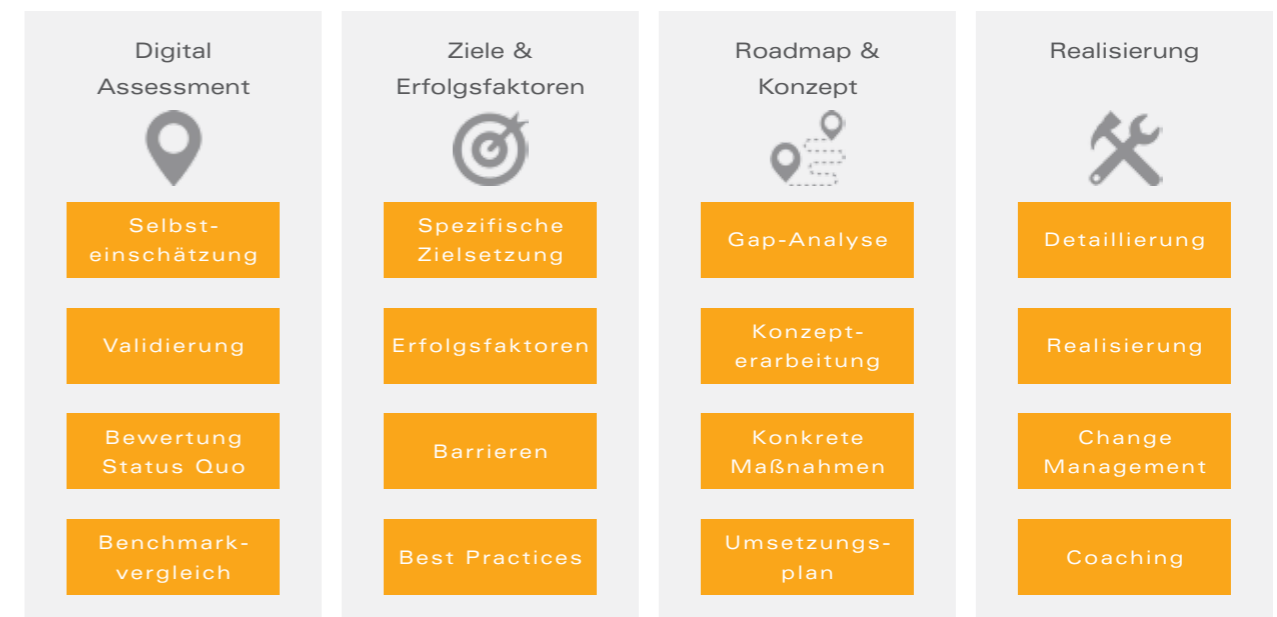 Digital
Assessment
Selbst-
einschätzung
Validierung
Bewertung
Status Quo
Benchmark-
vergleich
Ziele &
Erfolgsfaktoren
Spezifische
Zielsetzung
Erfolgsfaktoren
Barrieren
Best Practices
Roadmap &
Konzept
Gap-Analyse
Konzept-
erarbeitung
Konkrete
Maßnahmen
Umsetzungs-
plan
Realisierung
Detaillierung
Realisierung
Change
Management
Coaching